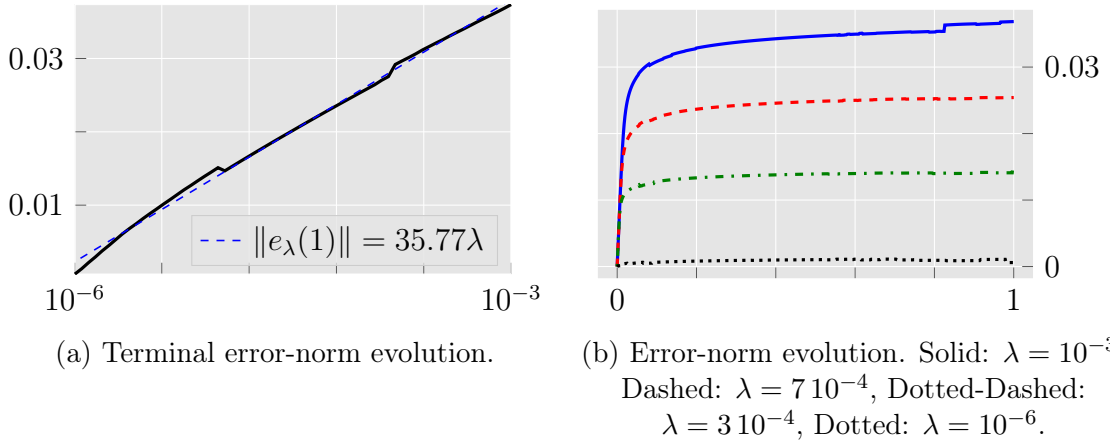 0.03
0.01
‖e_λ(1)‖ = 35.77λ
10^{-6}
10^{-3}
(a) Terminal error-norm evolution.
0.03
0
0
1
(b) Error-norm evolution. Solid: λ = 10^{-3}
Dashed: λ = 7 10^{-4}, Dotted-Dashed:
λ = 3 10^{-4}, Dotted: λ = 10^{-6}.